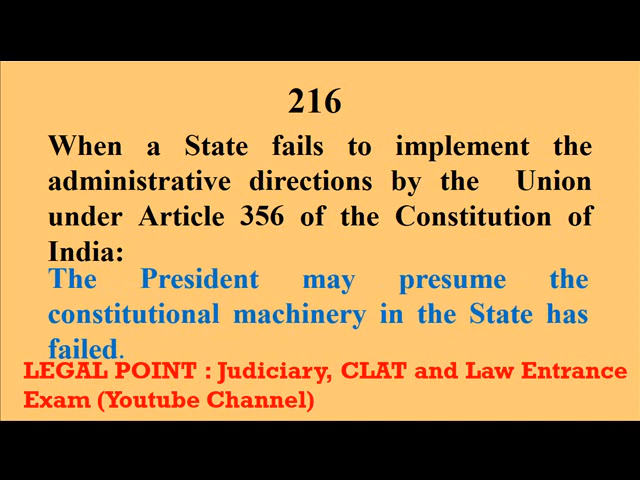 216
When a State fails to implement the
administrative directions by the Union
under Article 356 of the Constitution of
India:
The President may presume the
constitutional machinery in the State has
failed.
LEGAL POINT : Judiciary, CLAT and Law Entrance
Exam (Youtube Channel)